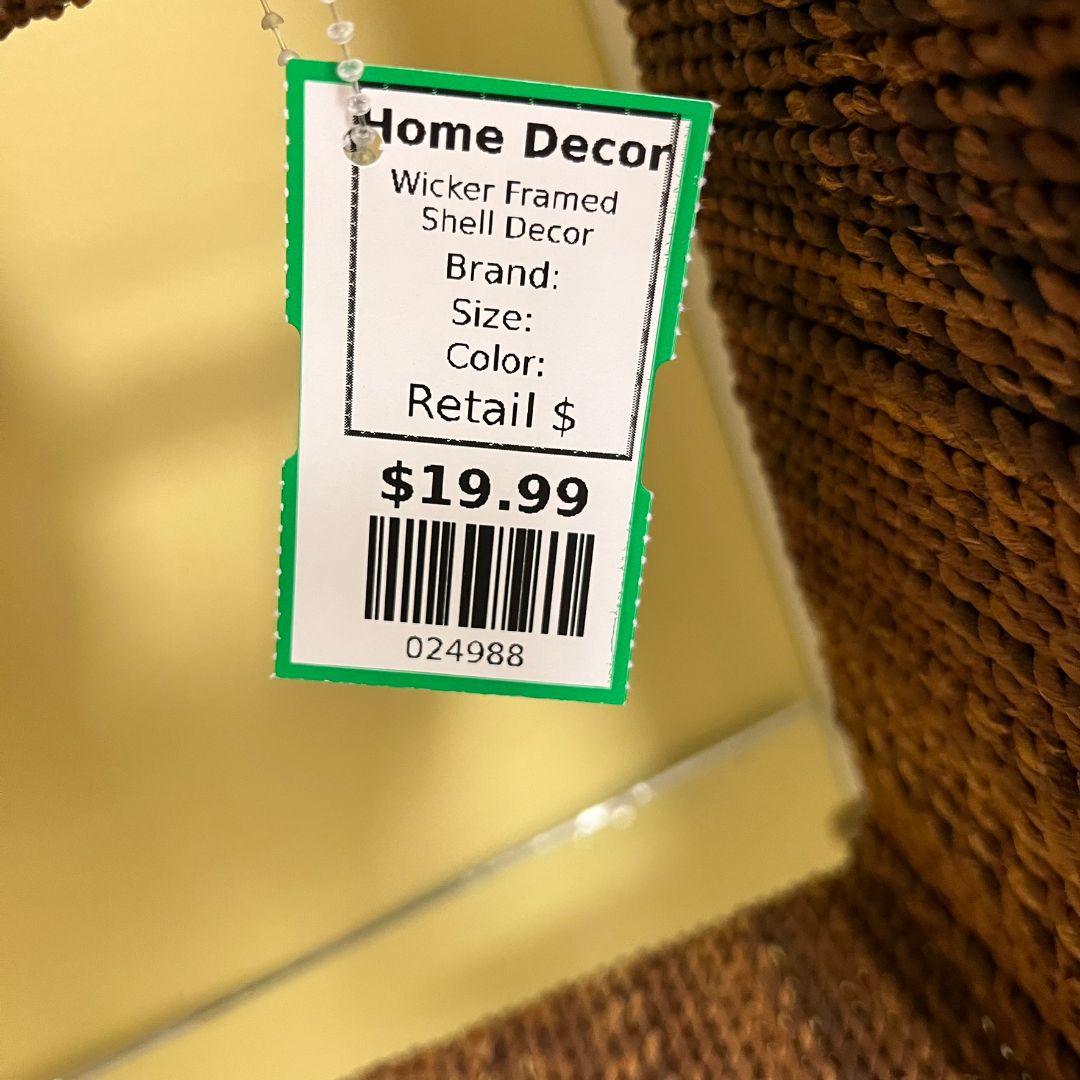 Home Decor
Wicker Framed
Shell Decor
Brand:
Size:
Color:
Retail $
$19.99
024988